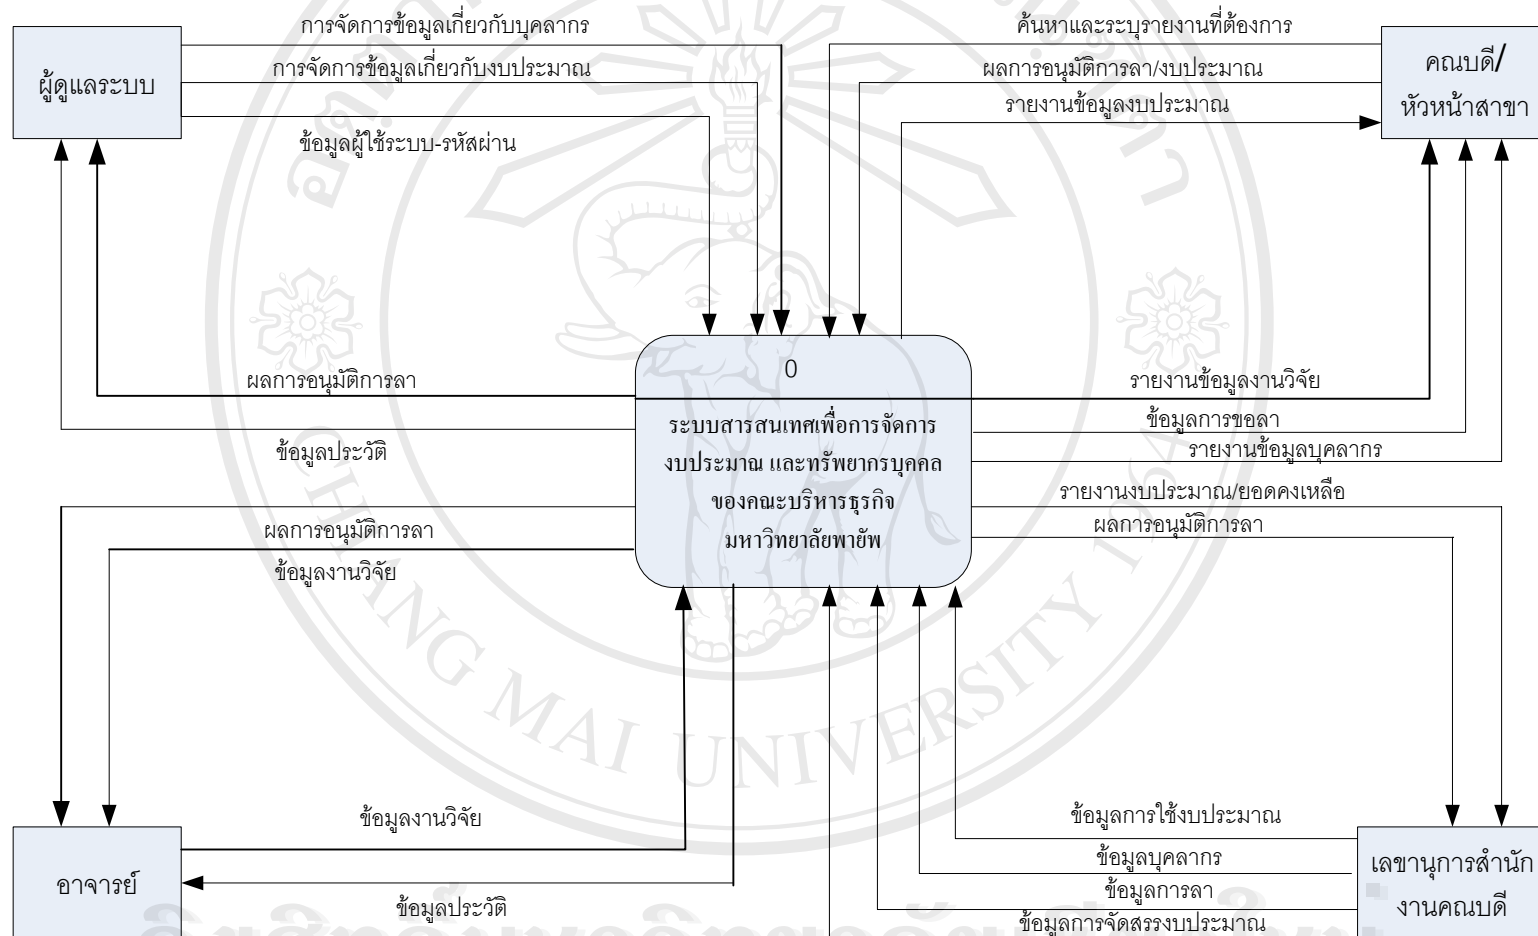 การจัดการข้อมูลเกี่ยวกับบุคลากร
การจัดการข้อมูลเกี่ยวกับงบประมาณ
ข้อมูลผู้ใช้ระบบ-รหัสผ่าน
ผู้ดูแลระบบ
ค้นหาและระบุรายงานที่ต้องการ
ผลการอนุมัติการลา/งบประมาณ
รายงานข้อมูลงบประมาณ
คณบดี/
หัวหน้าสาขา
ผลการอนุมัติการลา
ข้อมูลประวัติ
0
ระบบสารสนเทศเพื่อการจัดการ
งบประมาณ และทรัพยากรบุคคล
ของคณะบริหารธุรกิจ
มหาวิทยาลัยพายัพ
รายงานข้อมูลงานวิจัย
ข้อมูลการขอลา
รายงานข้อมูลบุคลากร
รายงานงบประมาณ/ยอดคงเหลือ
ผลการอนุมัติการลา
ผลการอนุมัติการลา
ข้อมูลงานวิจัย
ข้อมูลงานวิจัย
อาจารย์
ข้อมูลประวัติ
ข้อมูลการใช้งบประมาณ
ข้อมูลบุคลากร
ข้อมูลการลา
ข้อมูลการจัดสรรงบประมาณ
เลขานุการสำนัก
งานคณบดี
CHIANG MAI UNIVERSITY 1964